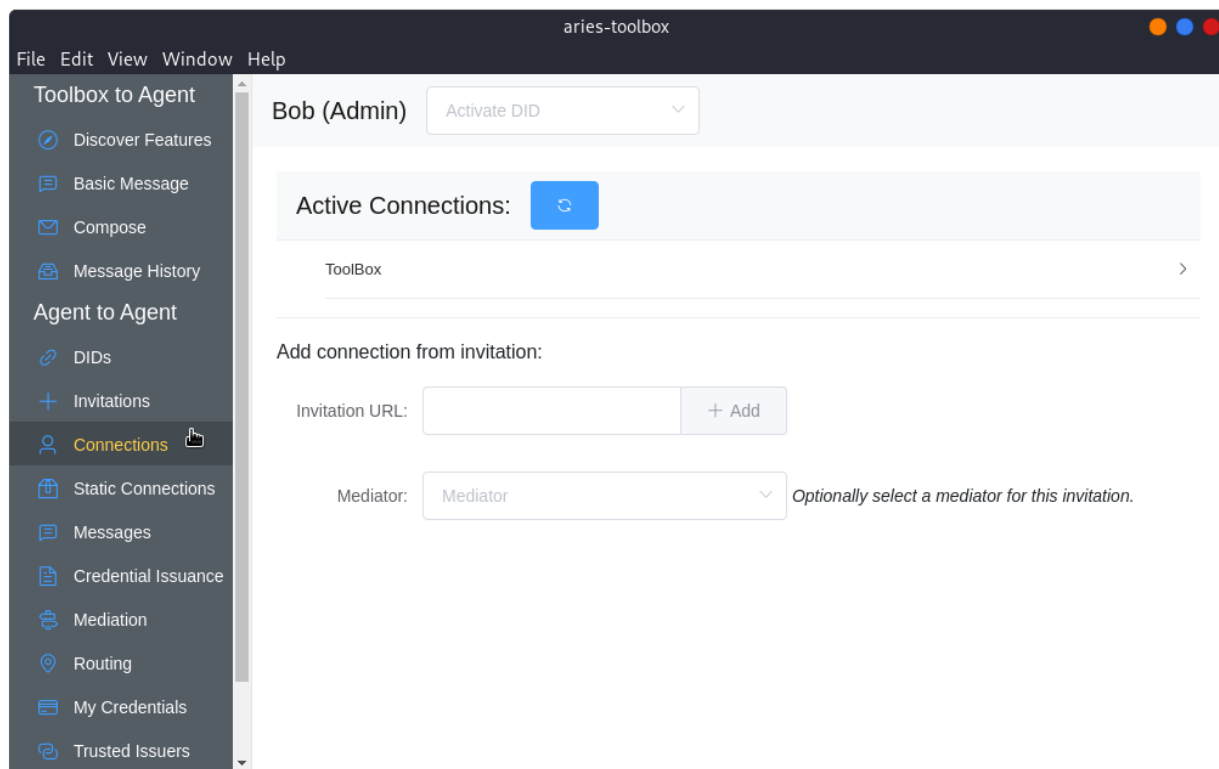 aries-toolbox
File Edit View Window Help
Toolbox to Agent
Discover Features
Basic Message
Compose
Message History
Agent to Agent
DIDs
Invitations
Connections
Static Connections
Messages
Credential Issuance
Mediation
Routing
My Credentials
Trusted Issuers
Bob (Admin) Activate DID
Active Connections:
ToolBox
Add connection from invitation:
Invitation URL: Add
Mediator: Mediator Optionally select a mediator for this invitation.